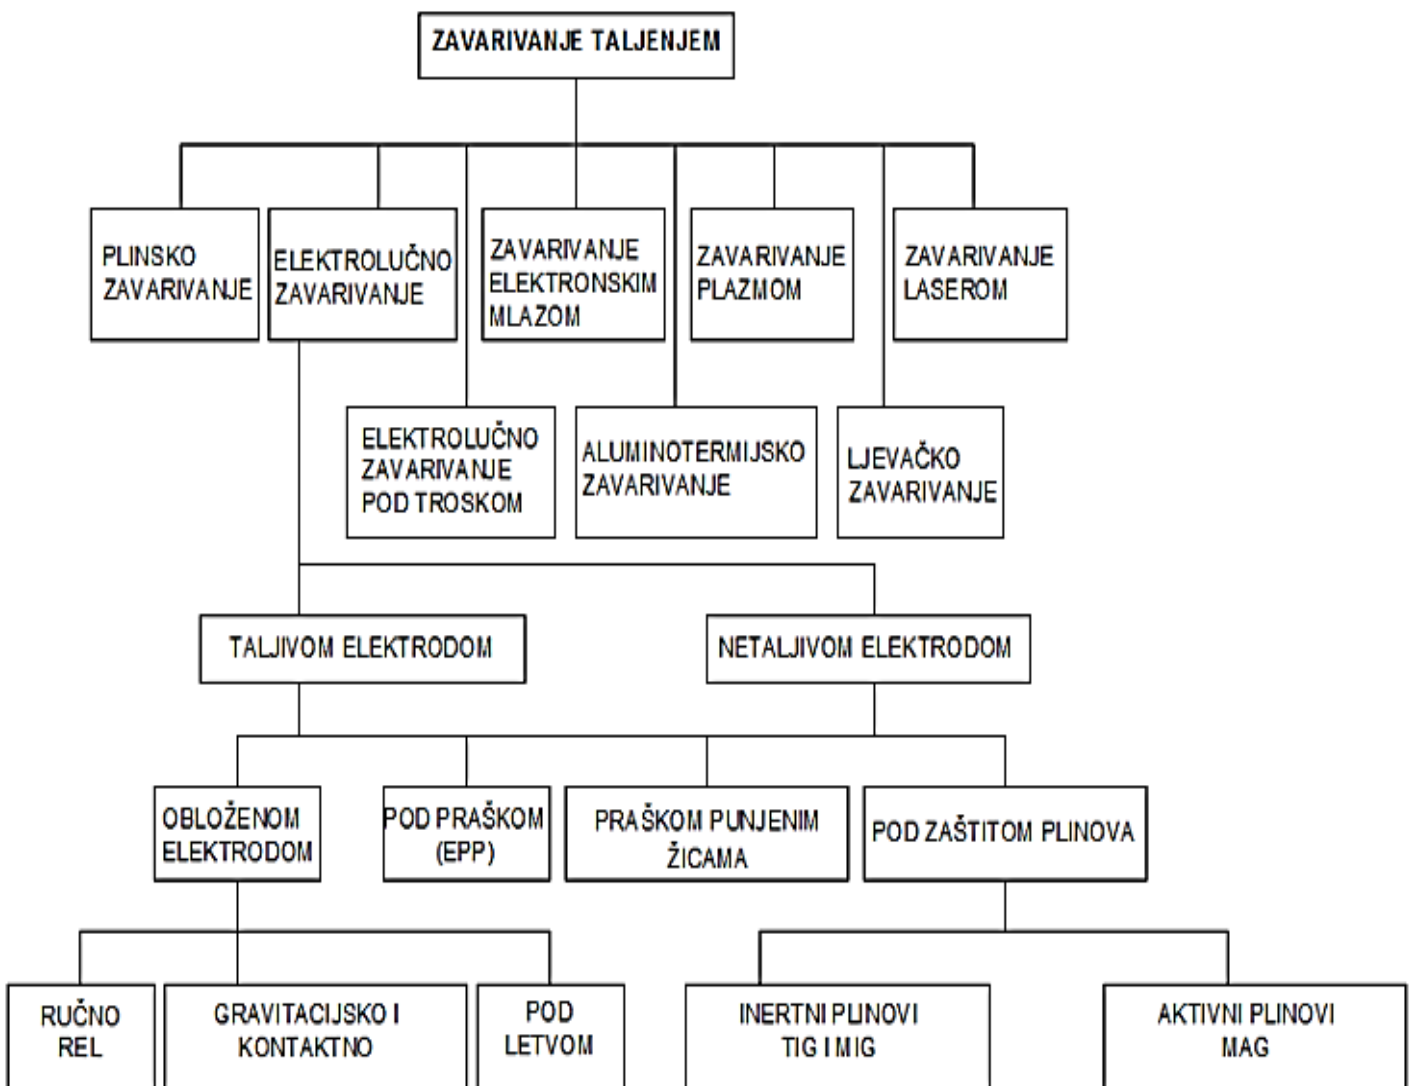 ZAVARIVANJE TALJENJEM
PLINSKO
ZAVARIVANJE
ELEKTROLUČNO
ZAVARIVANJE
ZAVARIVANJE
ELEKTRONSKIM
MLAZOM
ZAVARIVANJE
PLAZMOM
ZAVARIVANJE
LASEROM
ELEKTROLUČNO
ZAVARIVANJE
POD TROSKOM
ALUMINOTERMIJSKO
ZAVARIVANJE
LJEVAČKO
ZAVARIVANJE
TALJIVOM ELEKTRODOM
NETALJIVOM ELEKTRODOM
OBLOŽENOM
ELEKTRODOM
POD PRAŠKOM
(EPP)
PRAŠKOM PUNJENIM
ŽICAMA
POD ZAŠTITOM PLINOVA
RUČNO
REL
GRAVITACIJSKO I
KONTAKTNO
POD
LETVOM
INERTNI PLINOVI
TIG I MIG
AKTIVNI PLINOVI
MAG